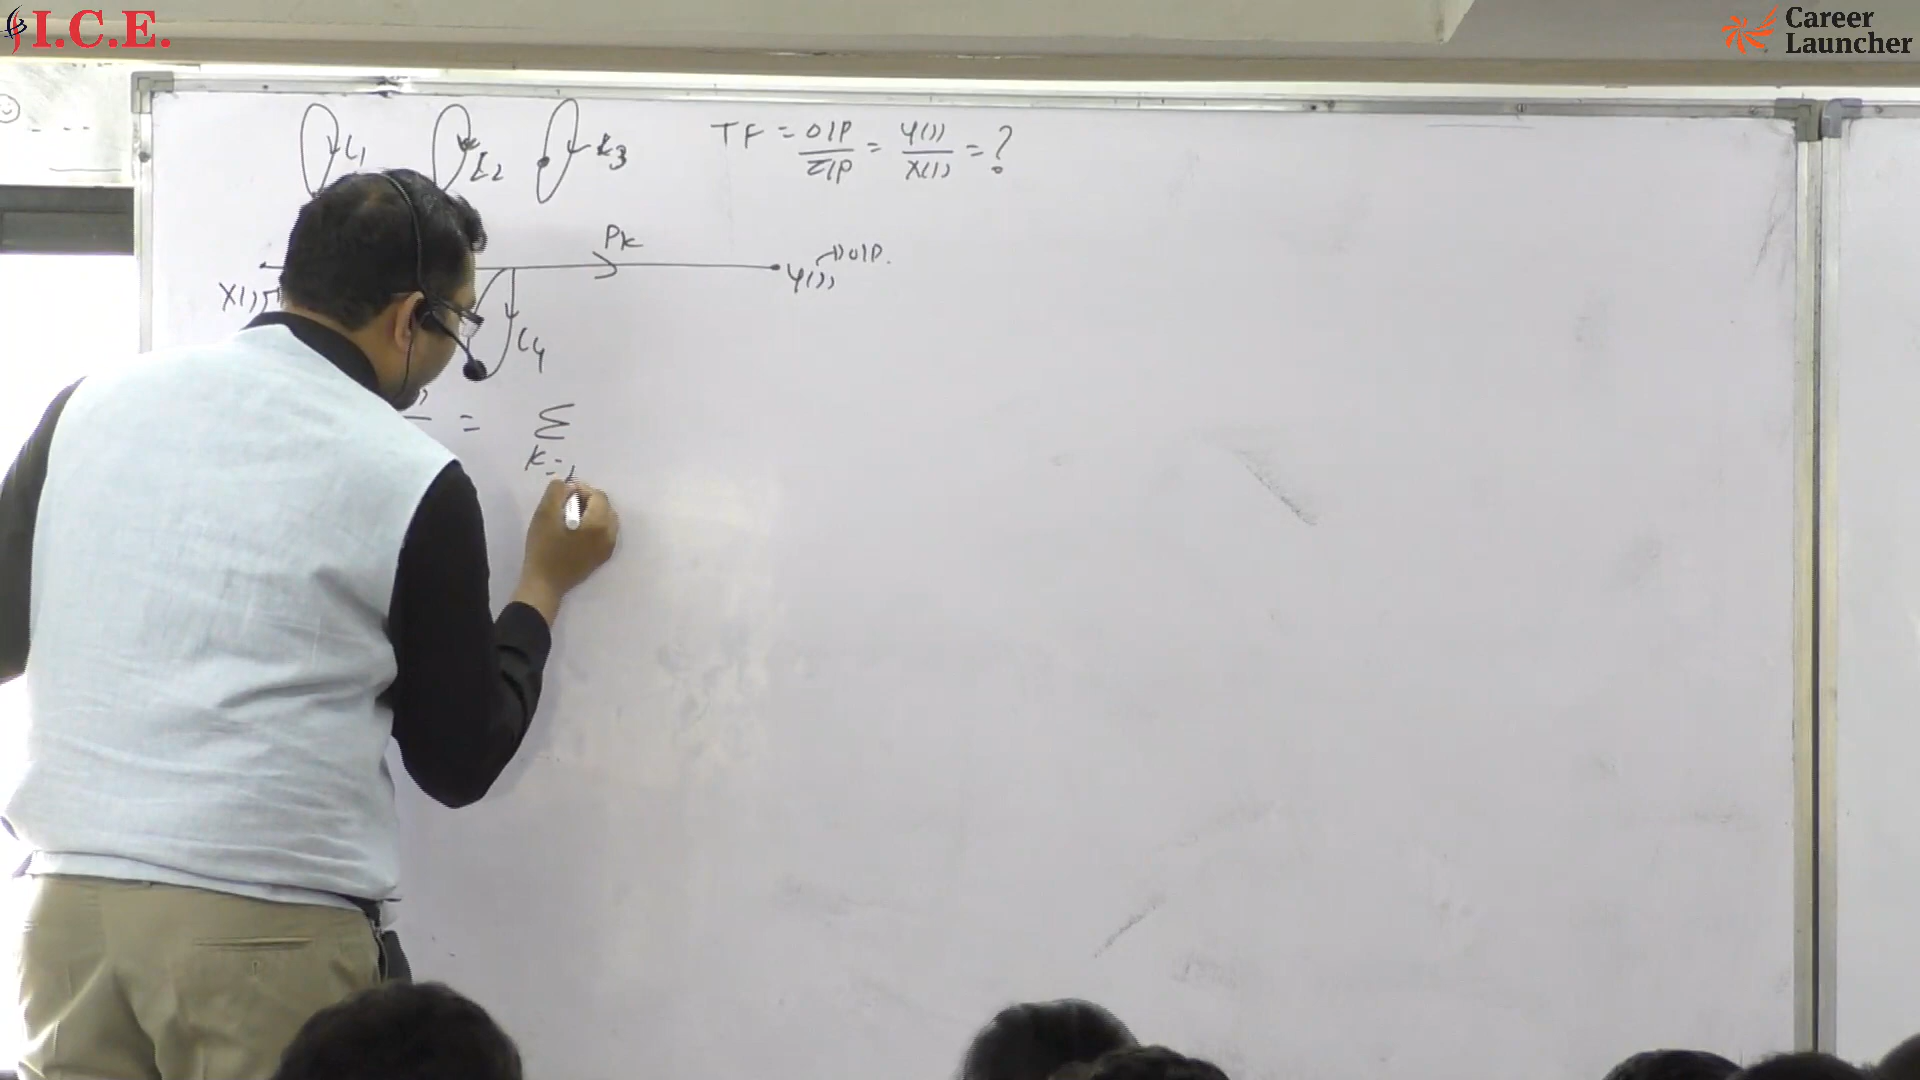 I.C.E.
Career
Launcher
L1 L2 L3
TF = O/P / I/P = Y(s) / X(s) = ?
Pk
X(s)
Y(s) → O/P.
L4
= Σ
K=1